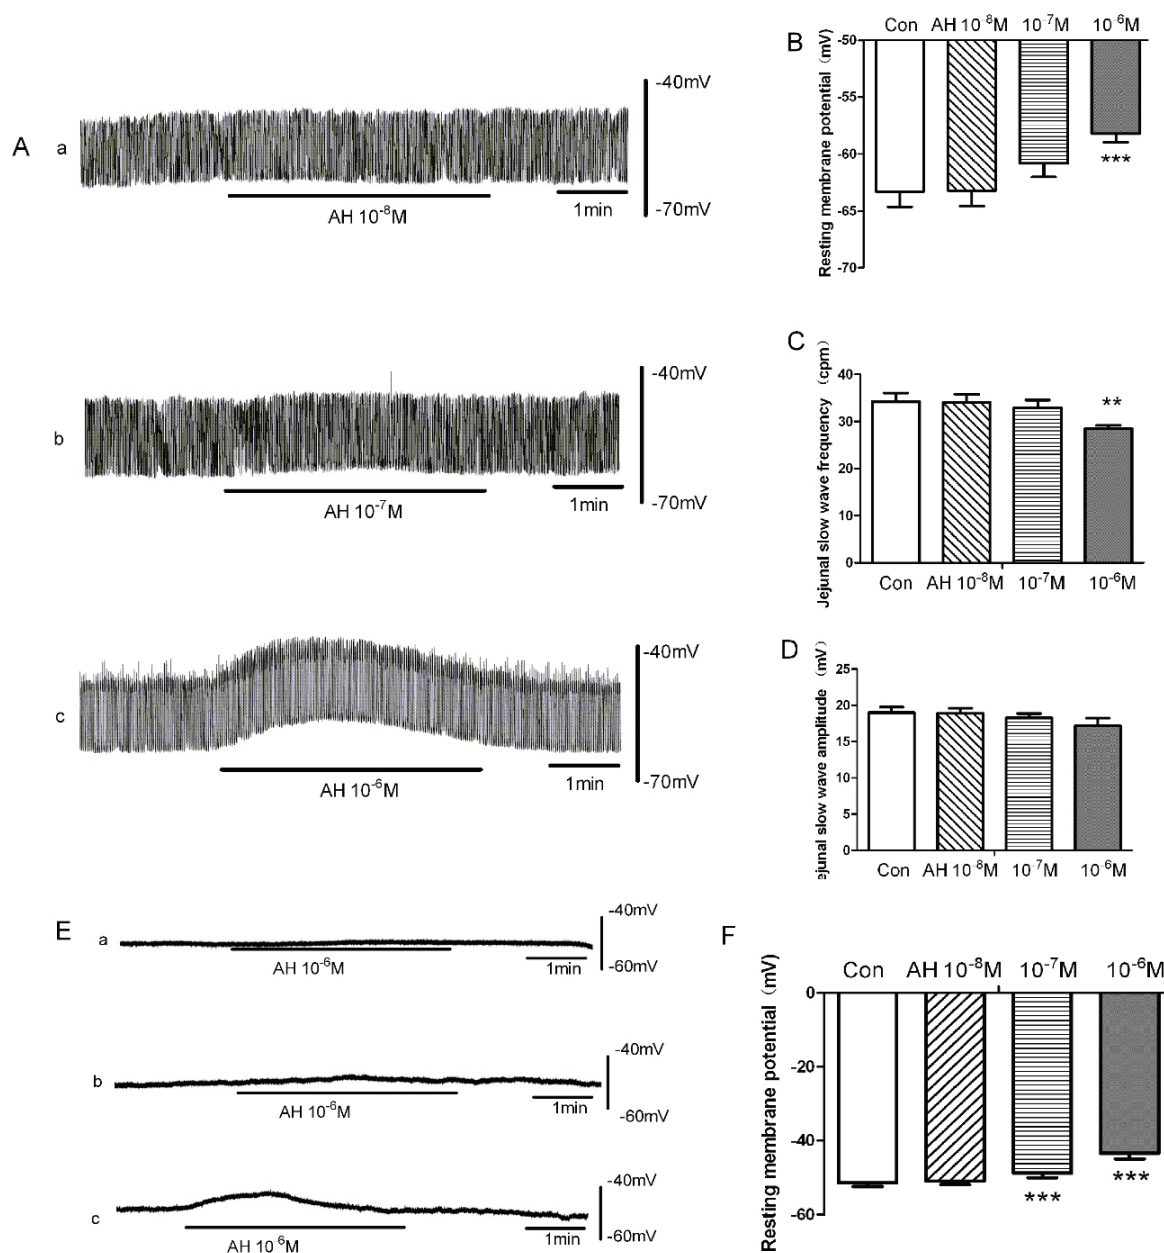 A
a
-40mV
-70mV
AH 10⁻⁸M
1min
b
-40mV
-70mV
AH 10⁻⁷M
1min
c
-40mV
-70mV
AH 10⁻⁶M
1min
B
Con AH 10⁻⁸M 10⁻⁷M 10⁻⁶M
Resting membrane potential (mV)
-50
-55
-60
-65
-70
***
C
Jejunal slow wave frequency (cpm)
40
30
20
10
0
**
Con AH 10⁻⁸M 10⁻⁷M 10⁻⁶M
D
ejunal slow wave amplitude (mV)
25
20
15
10
5
0
Con AH 10⁻⁸M 10⁻⁷M 10⁻⁶M
E
a
-40mV
-60mV
AH 10⁻⁶M
1min
b
-40mV
-60mV
AH 10⁻⁶M
1min
c
-40mV
-60mV
AH 10⁻⁶M
1min
F
Con AH 10⁻⁸M 10⁻⁷M 10⁻⁶M
Resting membrane potential (mV)
0
-20
-40
-60
***
***